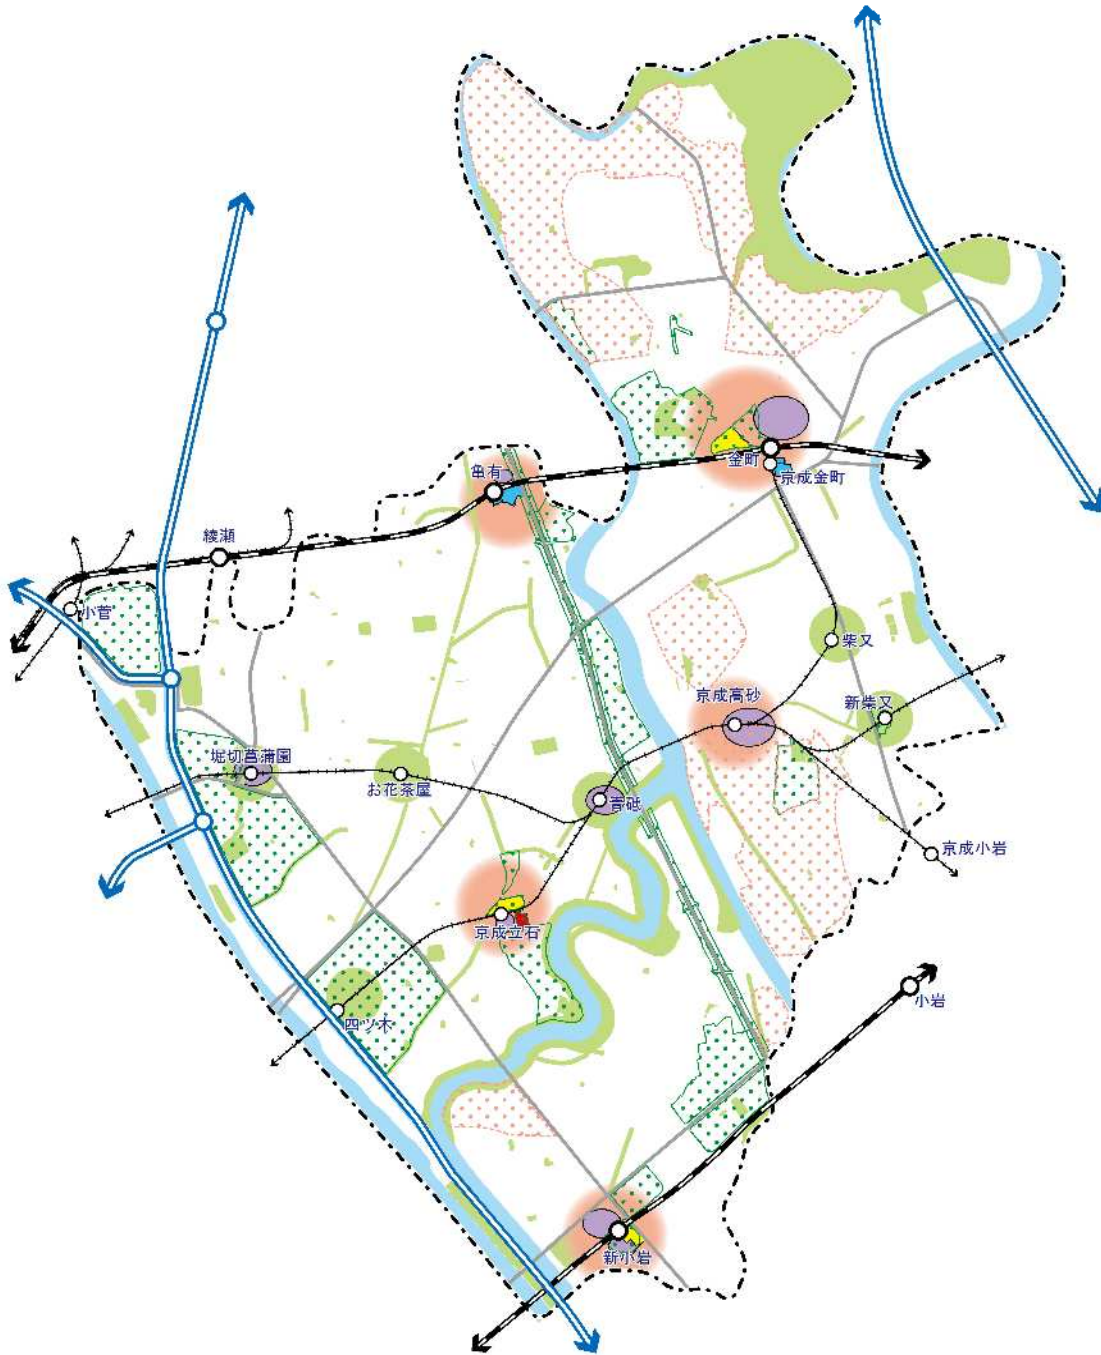 亀有
金町
京成金町
綾瀬
小菅
柴又
京成高砂
新柴又
堀切菖蒲園
お花茶屋
青砥
京成小岩
京成立石
小岩
四ツ木
新小岩